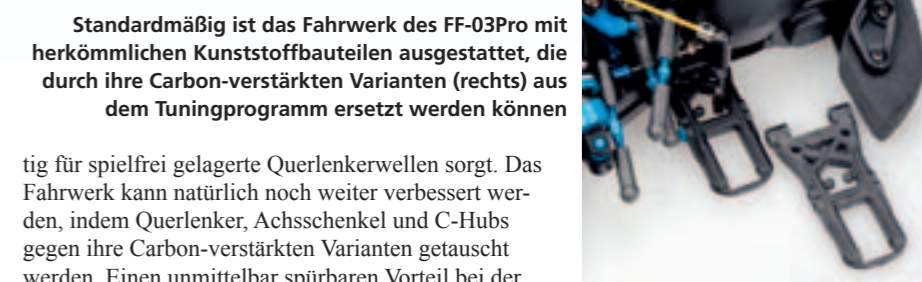 Standardmäßig ist das Fahrwerk des FF-03Pro mit
herkömmlichen Kunststoffbauteilen ausgestattet, die
durch ihre Carbon-verstärkten Varianten (rechts) aus
dem Tuningprogramm ersetzt werden können
tig für spielfrei gelagerte Querlenkerwellen sorgt. Das
Fahrwerk kann natürlich noch weiter verbessert wer-
den, indem Querlenker, Achsschenkel und C-Hubs
gegen ihre Carbon-verstärkten Varianten getauscht
werden. Einen unmittelbar spürbaren Vorteil bei der